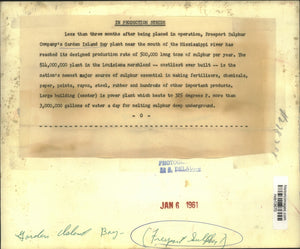 IN PRODUCTION STRIDE
Less than three months after being placed in operation, Freeport Sulphur
Company's Garden Island Bay plant near the mouth of the Mississippi river has
reached its designed production rate of 500,000 long tons of sulphur per year. The
$14,000,000 plant in the Louisiana marshland -- costliest ever built -- is the
nation's newest major source of sulphur essential in making fertilizers, chemicals,
paper, paints, rayon, steel, rubber and hundreds of other important products.
Large building (center) is power plant which heats to 325 degrees F. more than
3,000,000 gallons of water a day for melting sulphur deep underground.
- 0 -
JAN 6 1961
Garden Island Bay -
(Freeport Sulphur)